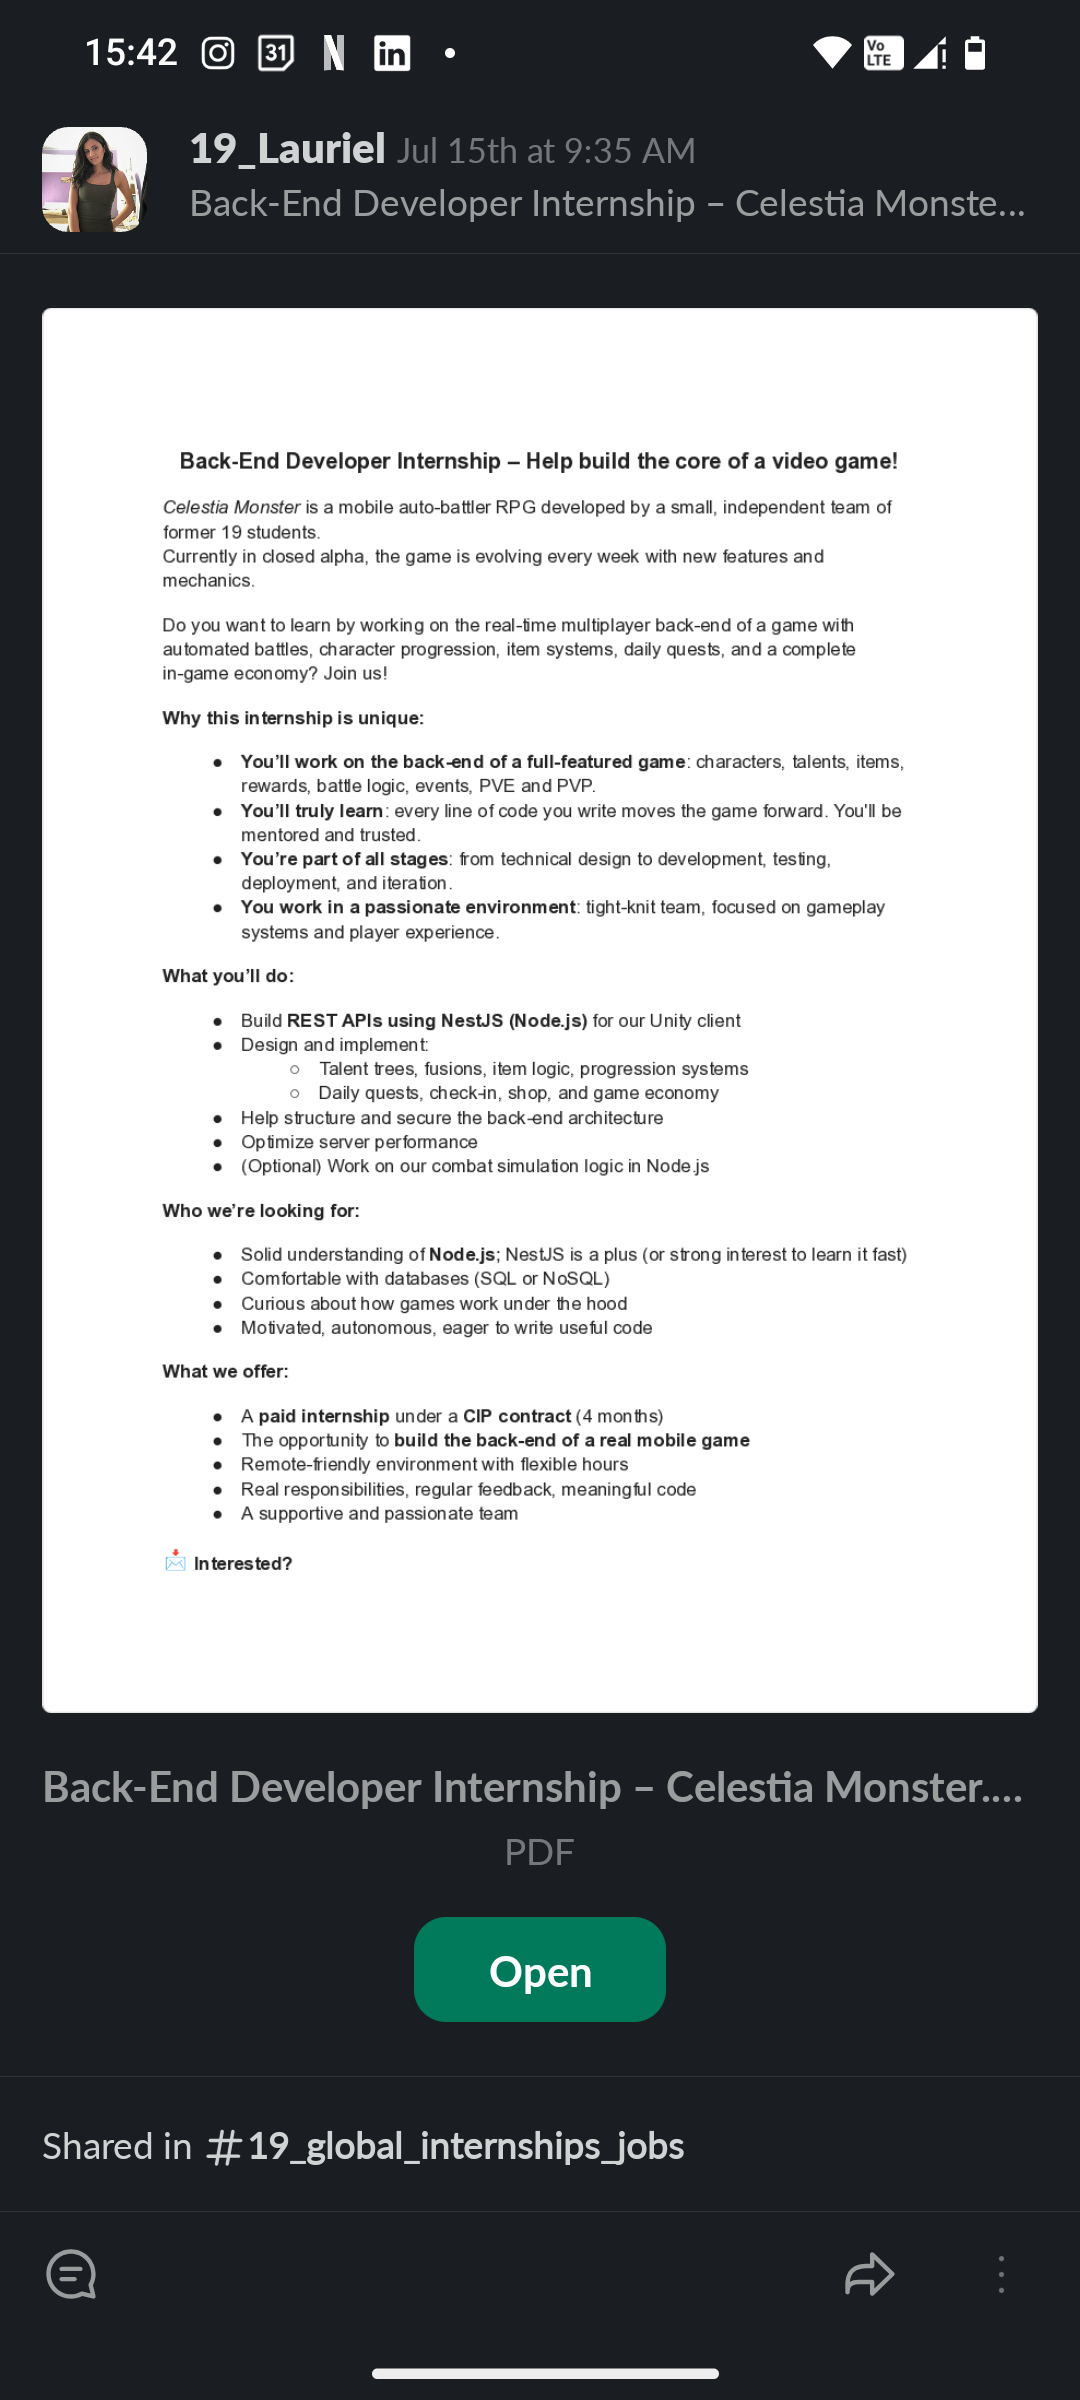 15:42
31
N
in
Vo
LTE
19_Lauriel Jul 15th at 9:35 AM
Back-End Developer Internship – Celestia Monste...
Back-End Developer Internship – Help build the core of a video game!
Celestia Monster is a mobile auto-battler RPG developed by a small, independent team of
former 19 students.
Currently in closed alpha, the game is evolving every week with new features and
mechanics.
Do you want to learn by working on the real-time multiplayer back-end of a game with
automated battles, character progression, item systems, daily quests, and a complete
in-game economy? Join us!
Why this internship is unique:
● You’ll work on the back-end of a full-featured game: characters, talents, items,
rewards, battle logic, events, PVE and PVP.
● You’ll truly learn: every line of code you write moves the game forward. You'll be
mentored and trusted.
● You’re part of all stages: from technical design to development, testing,
deployment, and iteration.
● You work in a passionate environment: tight-knit team, focused on gameplay
systems and player experience.
What you’ll do:
● Build REST APIs using NestJS (Node.js) for our Unity client
● Design and implement:
○ Talent trees, fusions, item logic, progression systems
○ Daily quests, check-in, shop, and game economy
● Help structure and secure the back-end architecture
● Optimize server performance
● (Optional) Work on our combat simulation logic in Node.js
Who we’re looking for:
● Solid understanding of Node.js; NestJS is a plus (or strong interest to learn it fast)
● Comfortable with databases (SQL or NoSQL)
● Curious about how games work under the hood
● Motivated, autonomous, eager to write useful code
What we offer:
● A paid internship under a CIP contract (4 months)
● The opportunity to build the back-end of a real mobile game
● Remote-friendly environment with flexible hours
● Real responsibilities, regular feedback, meaningful code
● A supportive and passionate team
📩 Interested?
Back-End Developer Internship – Celestia Monster....
PDF
Open
Shared in #19_global_internships_jobs